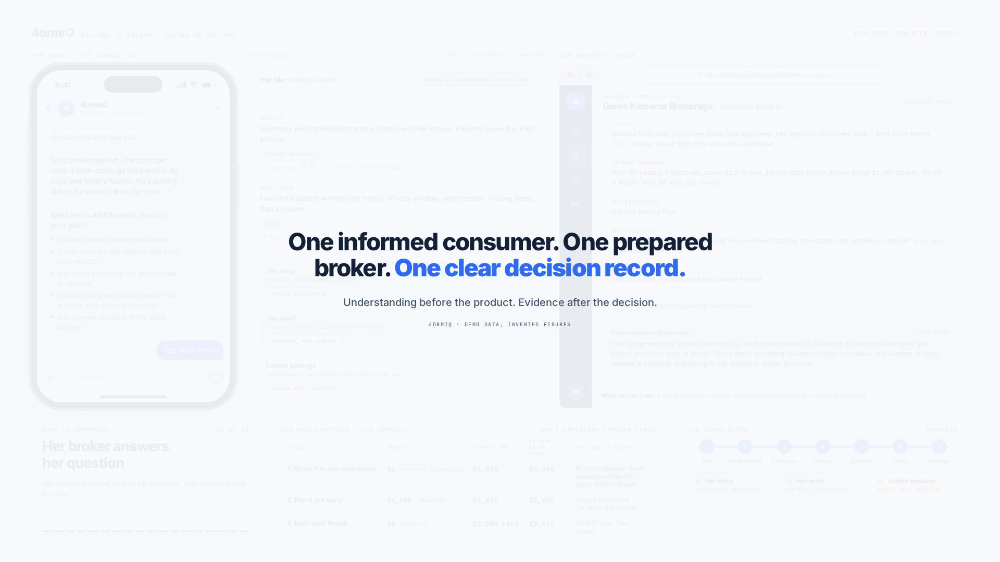 4ormIQ SELLING IN CALGARY, BUYING IN KELOWNA
DEMO DATA, INVENTED FIGURES.
HER PHONE · THE 4ORMIQ CHAT
HER RECORD
STATED ESTIMATED CONFIRMED
HER BROKER'S SCREEN
9:41
4 4ormIQ
Mortgage · private to you
choose one and say yes.
Your broker replied. The port can
work if both closings land within 90
days and before March. He's asking
about the amortization for you.
Want me to add the next steps to
your plan?
Get the lender's written port terms
Confirm the 90-day window and your
closing dates
Ask about extending the amortization
at renewal
Line up listing and closing dates with
a realtor and a lawyer or notary
Dan reviews anything of his that's
needed
Yes. Add them.
Her file · held by 4ormIQ
SHARED WITH HER BROKER, ON HER YES
SHARING
Summary and confirmation status shared with her broker. Parental leave line kept
private.
CONSENT RECORDED
view-only, can be stopped
NEXT STEPS
Five steps added: written port terms, 90-day window, amortization, closing dates,
Dan's review.
PLAN
Her story
Situation, options and questions
SHARED WITH BROKER
Her proof
Facts confirmed. Documents stay with her
VERIFIED, NOT EXPOSED
Lender package
Released only to the lender she picks, on her yes
SEALED UNTIL SELECTED
pro.4ormiq.com/requests/kelowna-move
4
Requests › Shared with you
Demo Kelowna Brokerage · licensed broker
Balance $412,480, confirmed today, Dan approved. Pay deposits confirmed. Rate 2.89% from March
2022, stated. About $518,000 to borrow, estimated.
OPTIONS COMPARED
Port: $0 penalty if approved, about $2,875 now, $3,345 after March. Break: about $2,980 penalty, $2,951
a month. Rent: $5,400, two moves.
HER PREFERENCE
Explore porting first.
HER QUESTIONS
side what window? Can the amortization be extended in March? Is an early
Joint with Dan. He approved the balance himself.
lender quotes. No decision made.
Demo Kelowna Brokerage
Your lender currently allows ports into BC. Both closings need to fall within 90 days of each other and
before your term ends in March. I'll ask about extending the amortization at renewal, and whether an early
renewal is possible. Everything is still subject to lender approval.
KB
What he can't see. Logins, account numbers, transactions, ID images and source documents.
One informed consumer. One prepared
broker. One clear decision record.
Understanding before the product. Evidence after the decision.
4ORMIQ · DEMO DATA, INVENTED FIGURES
WHAT IS HAPPENING
Her broker answers
her question
His answer is saved next to her question, with his name and
the time.
HER THREE OPTIONS · HER NUMBERS
SHE'S EXPLORING PORTING FIRST
OPTION PENALTY PAYMENT NOW PAYMENT AFTER MARCH WHAT HAS TO HAPPEN
1. Move it to the new house $0 ESTIMATE · if approved $2,875 $3,345 BC port allowed. Both
closings within 90
days, before March
2. Pay it out early $2,980 CONFIRMED $2,951 $2,951 Payout statement
confirms the penalty
3. Rent until March $0 ESTIMATE $2,700 rent $2,951 $5,400 rent. Two
moves
THE SEVEN STEPS
ANSWERED
1 2 3 4 5 6 7
Ask Understand Compare Choose Confirm Share Answer
Her story
SHARED WITH HER BROKER
Her proof
VERIFIED, NOT EXPOSED
Lender package
SEALED UNTIL SELECTED